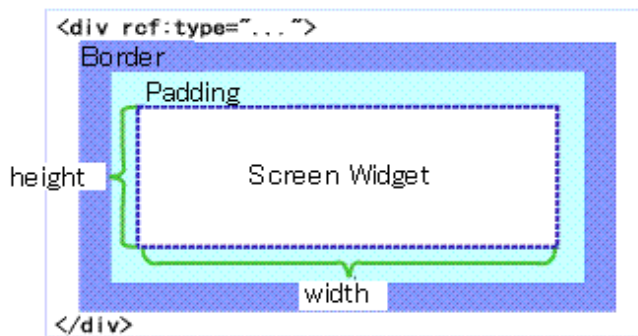 <div rcf:type="...">
Border
Padding
height
Screen Widget
width
</div>